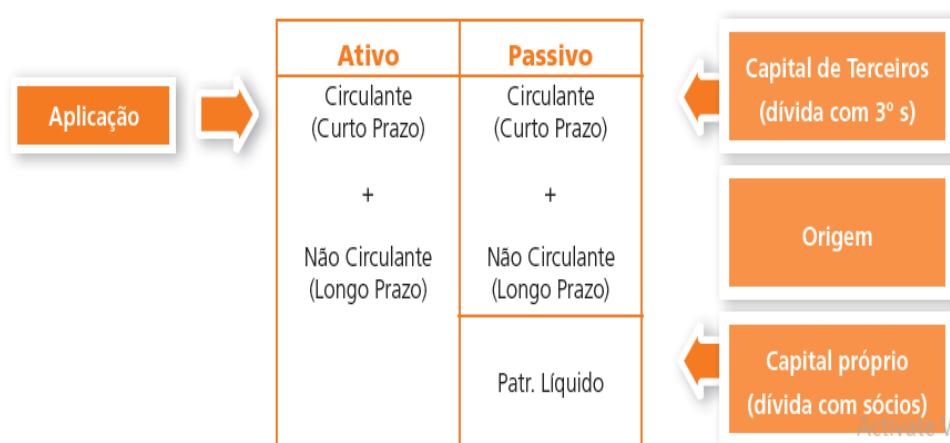 Ativo
Passivo
Aplicação
Circulante
(Curto Prazo)
+
Não Circulante
(Longo Prazo)
Circulante
(Curto Prazo)
+
Não Circulante
(Longo Prazo)
Patr. Líquido
Capital de Terceiros
(dívida com 3º s)
Origem
Capital próprio
(dívida com sócios)